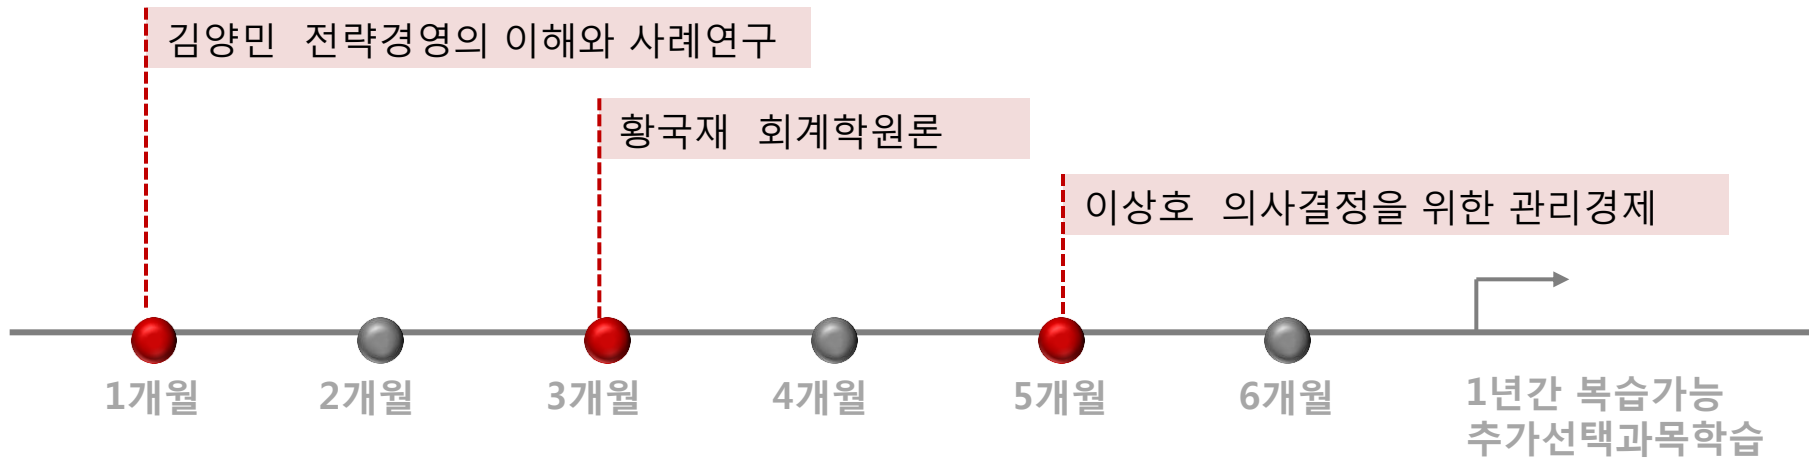 김양민 전략경영의 이해와 사례연구
황국재 회계학원론
이상호 의사결정을 위한 관리경제
1개월
2개월
3개월
4개월
5개월
6개월
1년간 복습가능
추가선택과목학습